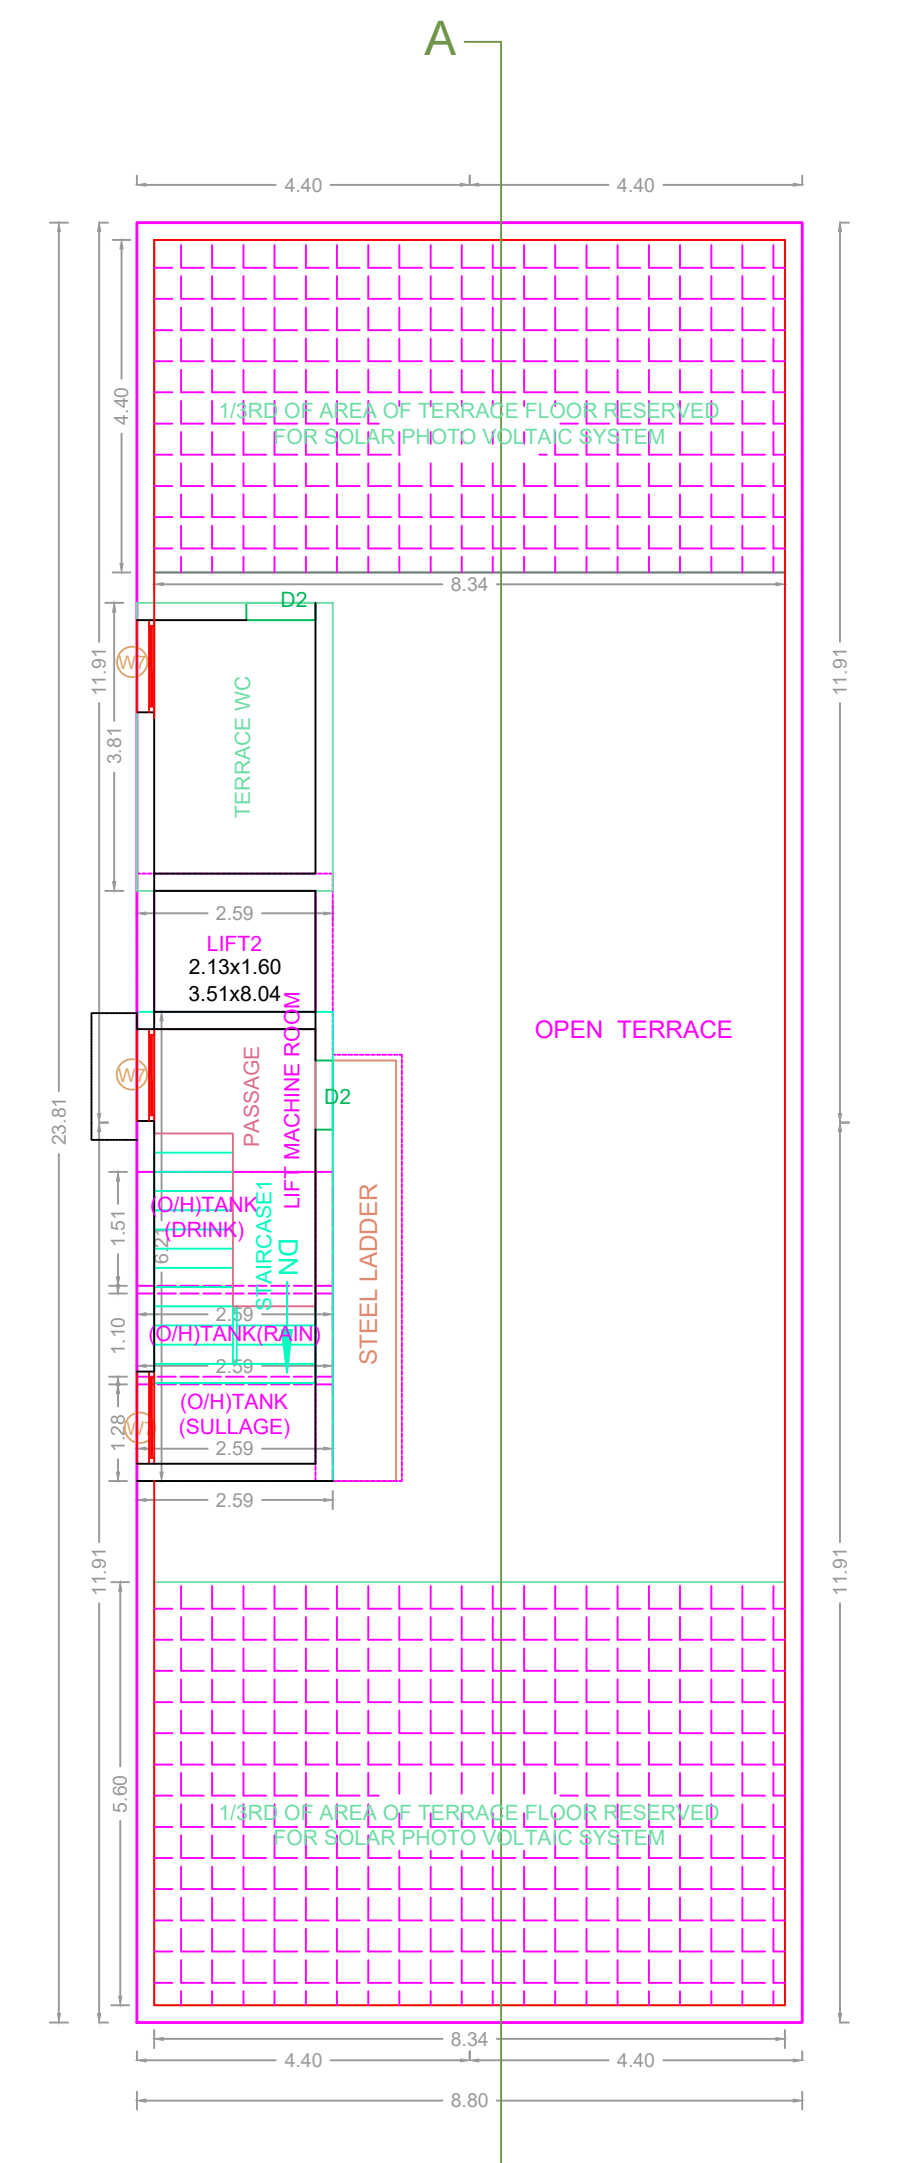 A
4.40
4.40
4.40
1/3RD OF AREA OF TERRACE FLOOR RESERVED
FOR SOLAR PHOTO VOLTAIC SYSTEM
8.34
D2
W7
11.91
11.91
3.81
TERRACE WC
2.59
LIFT2
2.13x1.60
3.51x8.04
OPEN TERRACE
W7
PASSAGE
LIFT MACHINE ROOM
D2
23.81
(O/H)TANK
(DRINK)
1.51
6.21
STAIRCASE1
DN
STEEL LADDER
2.59
1.10
(O/H)TANK(RAIN)
2.59
(O/H)TANK
(SULLAGE)
W7
1.28
2.59
2.59
11.91
11.91
5.60
1/3RD OF AREA OF TERRACE FLOOR RESERVED
FOR SOLAR PHOTO VOLTAIC SYSTEM
8.34
4.40
4.40
8.80